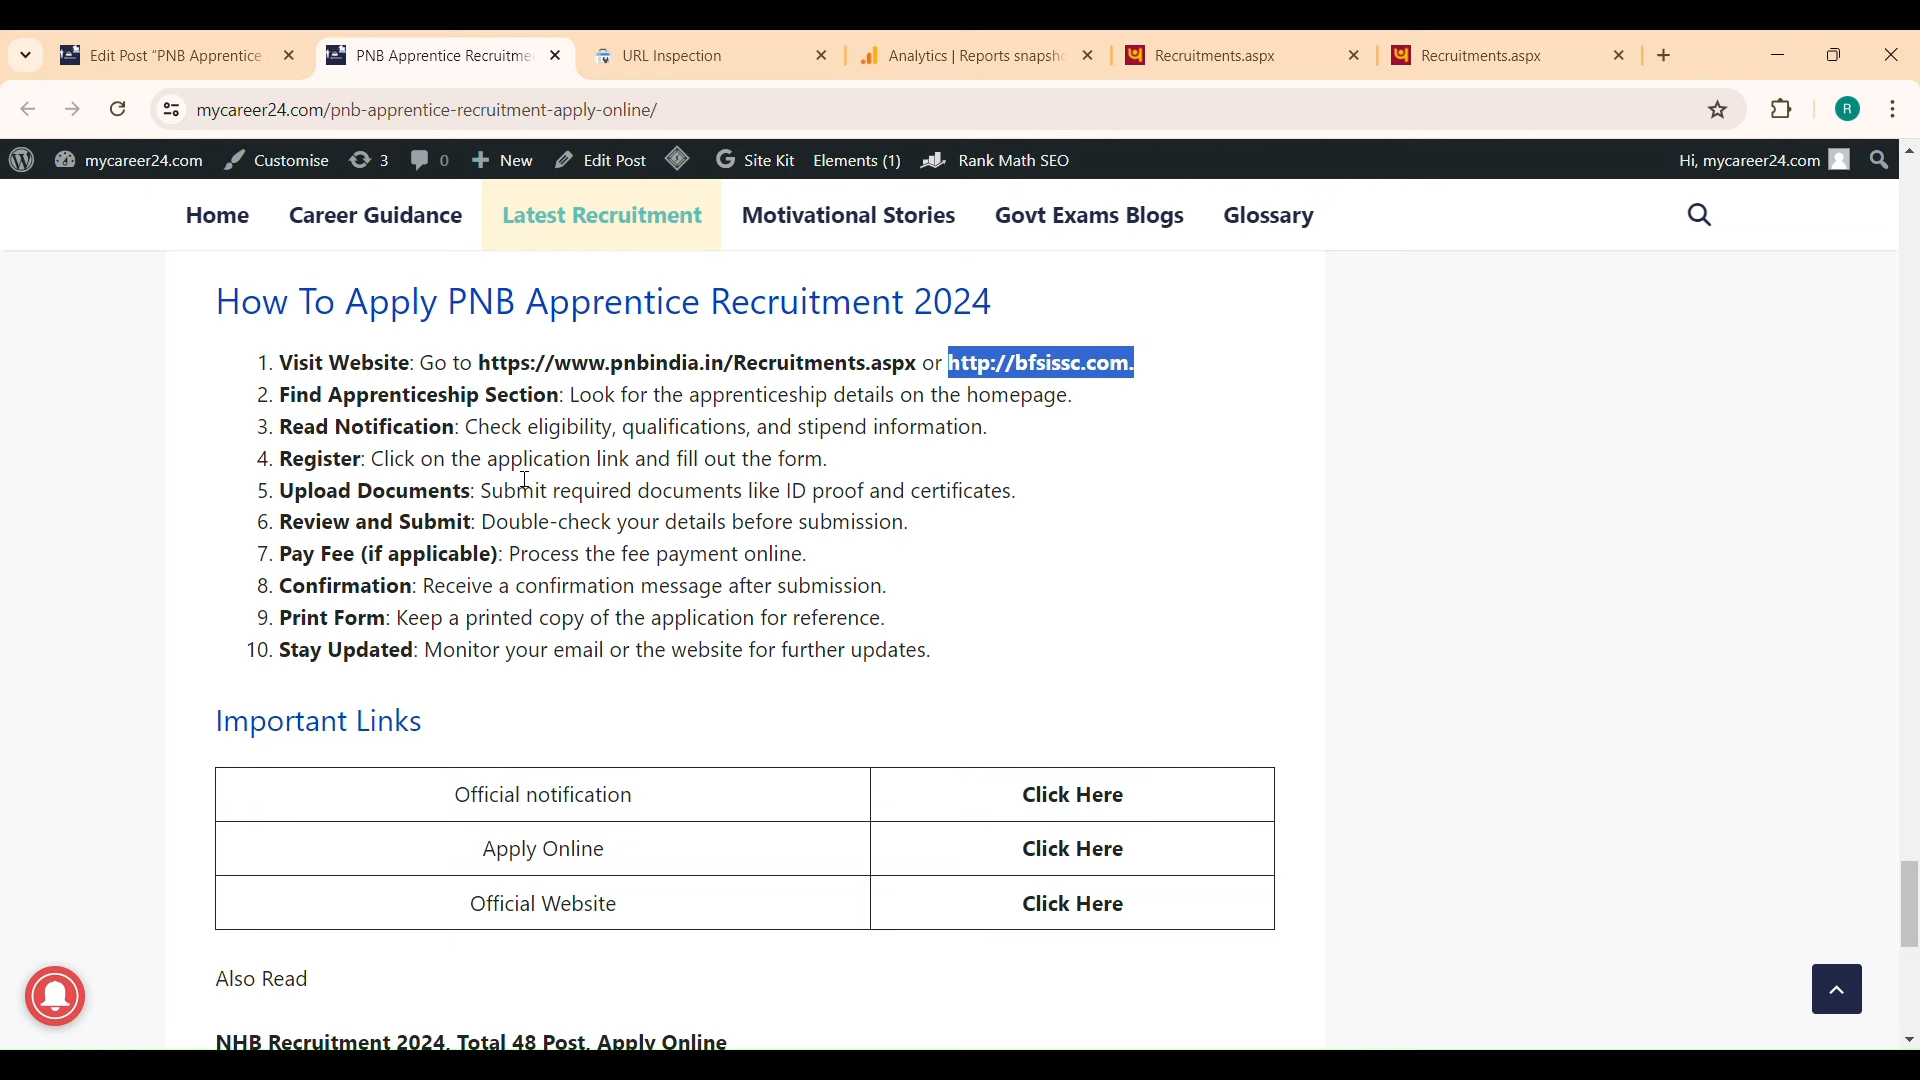 Edit Post "PNB Apprentice
PNB Apprentice Recruitme
URL Inspection
Analytics | Reports snapsho
Recruitments.aspx
Recruitments.aspx
mycareer24.com/pnb-apprentice-recruitment-apply-online/
R
mycareer24.com
Customise
3
0
New
Edit Post
Site Kit
Elements (1)
Rank Math SEO
Hi, mycareer24.com
Home
Career Guidance
Latest Recruitment
Motivational Stories
Govt Exams Blogs
Glossary
How To Apply PNB Apprentice Recruitment 2024
1. Visit Website: Go to https://www.pnbindia.in/Recruitments.aspx or http://bfsissc.com.
2. Find Apprenticeship Section: Look for the apprenticeship details on the homepage.
3. Read Notification: Check eligibility, qualifications, and stipend information.
4. Register: Click on the application link and fill out the form.
5. Upload Documents: Submit required documents like ID proof and certificates.
6. Review and Submit: Double-check your details before submission.
7. Pay Fee (if applicable): Process the fee payment online.
8. Confirmation: Receive a confirmation message after submission.
9. Print Form: Keep a printed copy of the application for reference.
10. Stay Updated: Monitor your email or the website for further updates.
Important Links
Official notification
Click Here
Apply Online
Click Here
Official Website
Click Here
Also Read
NHB Recruitment 2024, Total 48 Post, Apply Online